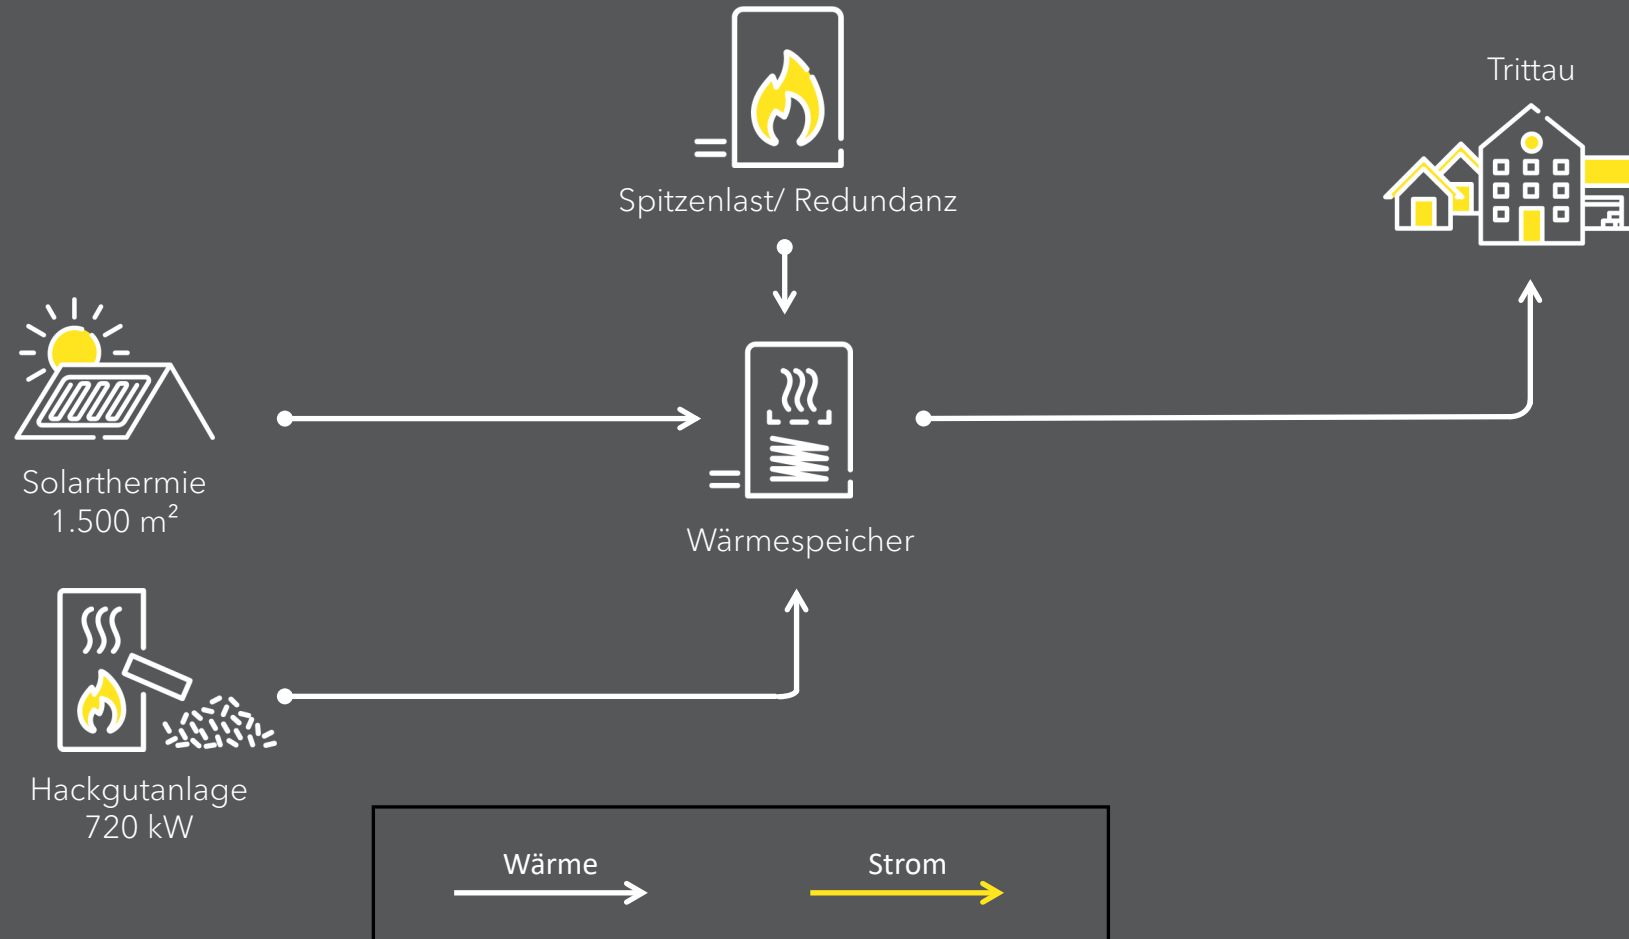 Trittau
Spitzenlast/ Redundanz
Solarthermie
1.500 m²
Wärmespeicher
Hackgutanlage
720 kW
Wärme
Strom